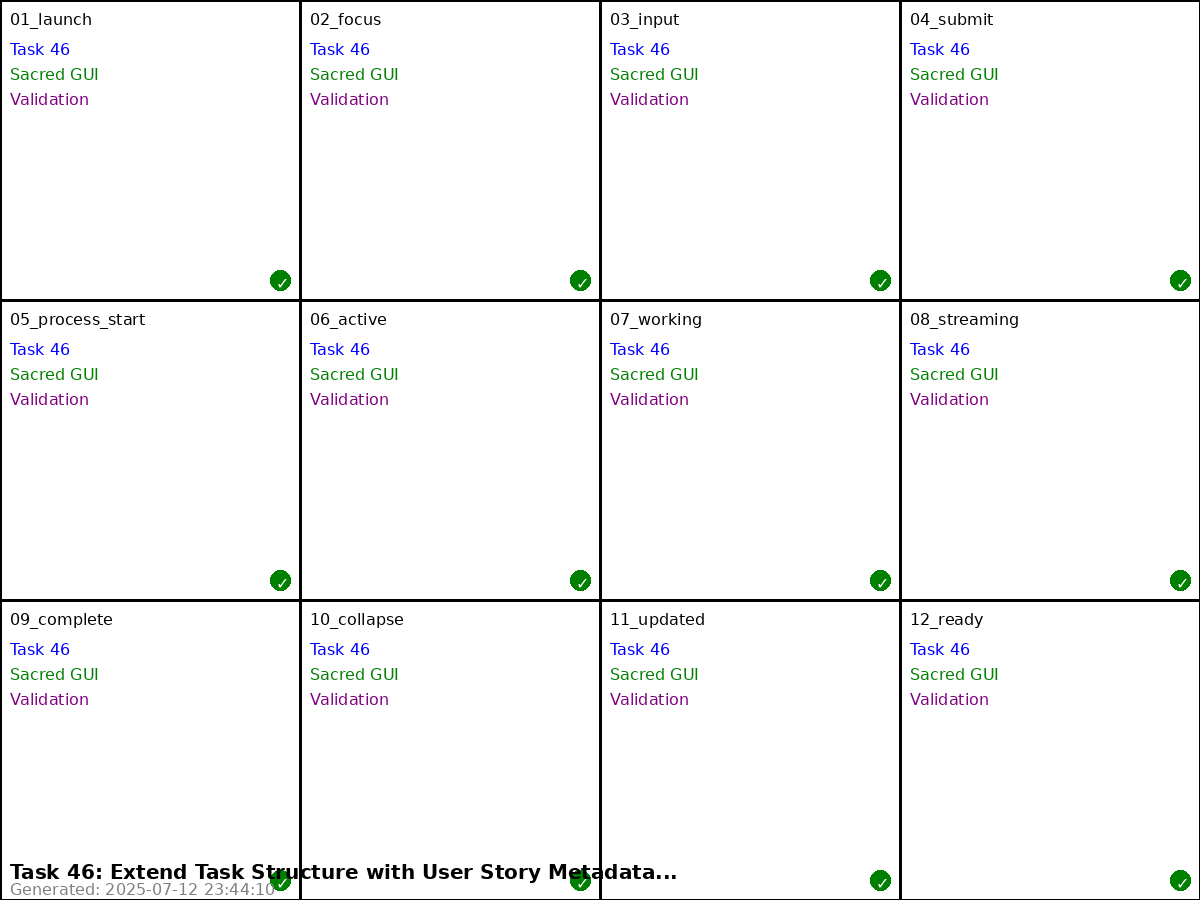 01_launch
Task 46
Sacred GUI
Validation
✓
02_focus
Task 46
Sacred GUI
Validation
✓
03_input
Task 46
Sacred GUI
Validation
✓
04_submit
Task 46
Sacred GUI
Validation
✓
05_process_start
Task 46
Sacred GUI
Validation
✓
06_active
Task 46
Sacred GUI
Validation
✓
07_working
Task 46
Sacred GUI
Validation
✓
08_streaming
Task 46
Sacred GUI
Validation
✓
09_complete
Task 46
Sacred GUI
Validation
✓
10_collapse
Task 46
Sacred GUI
Validation
✓
11_updated
Task 46
Sacred GUI
Validation
✓
12_ready
Task 46
Sacred GUI
Validation
✓
Task 46: Extend Task Structure with User Story Metadata...
Generated: 2025-07-12 23:44:10